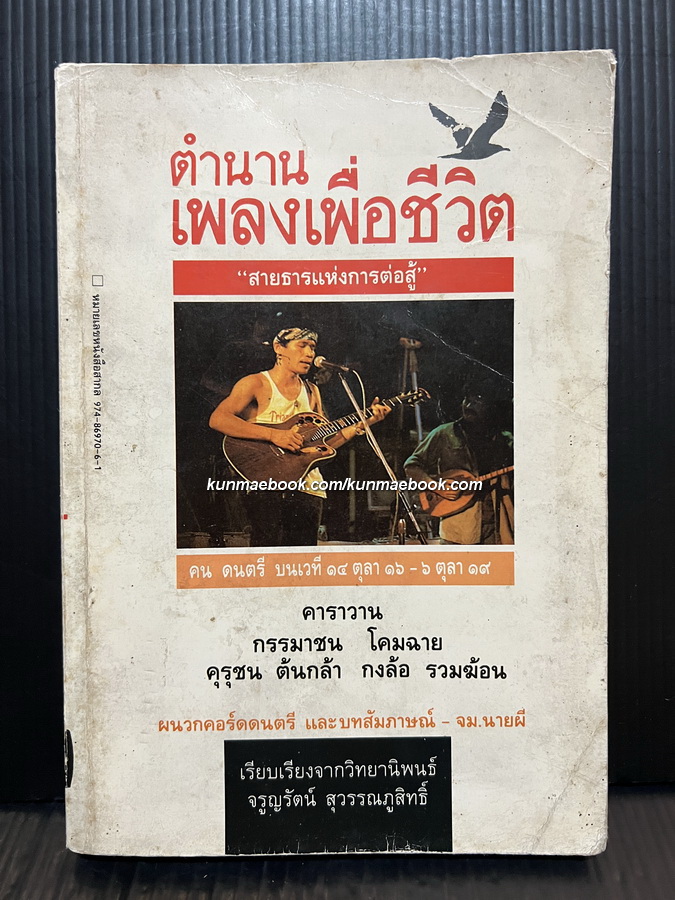 ตำนาน
เพลงเพื่อชีวิต
“สายธารแห่งการต่อสู้”
หมายเลขหนังสือสากล 974-86970-6-1
kunmaebook.com/kunmaebook.com
คน ดนตรี บนเวที ๑๔ ตุลา ๑๖ - ๖ ตุลา ๑๙
คาราวาน
กรรมาชน โคมฉาย
คุรุชน ต้นกล้า กงล้อ รวมฆ้อน
ผนวกคอร์ดดนตรี และบทสัมภาษณ์ - จม.นายผี
เรียบเรียงจากวิทยานิพนธ์
จรูญรัตน์ สุวรรณภูสิทธิ์